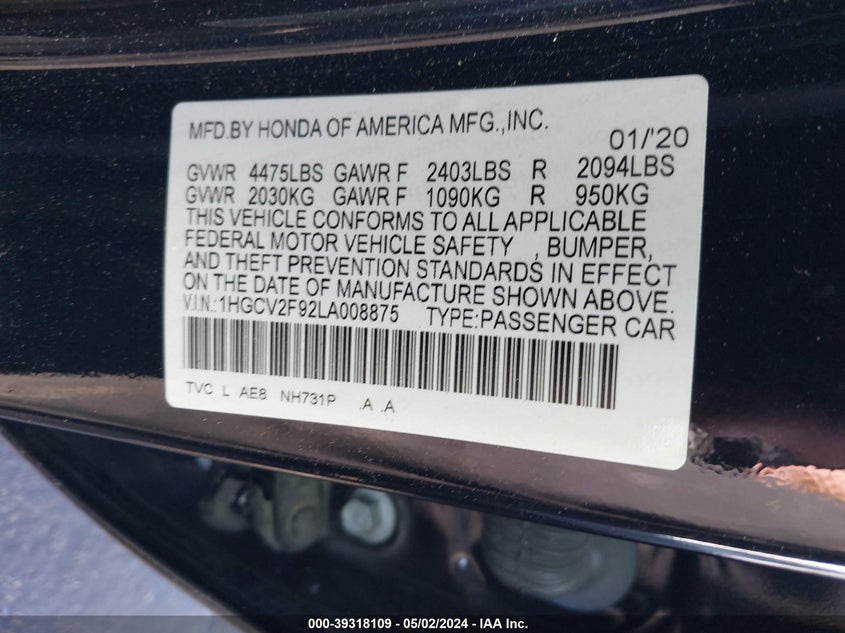 MFD.BY HONDA OF AMERICA MFG.,INC.
01/'20
GVWR 4475LBS GAWR F 2403LBS R 2094LBS
GVWR 2030KG GAWR F 1090KG R 950KG
THIS VEHICLE CONFORMS TO ALL APPLICABLE
FEDERAL MOTOR VEHICLE SAFETY , BUMPER,
AND THEFT PREVENTION STANDARDS IN EFFECT
ON THE DATE OF MANUFACTURE SHOWN ABOVE.
V.I.N.:1HGCV2F92LA008875 TYPE:PASSENGER CAR
TVC L AE8 NH731P .A .A
000-39318109 - 05/02/2024 - IAA Inc.